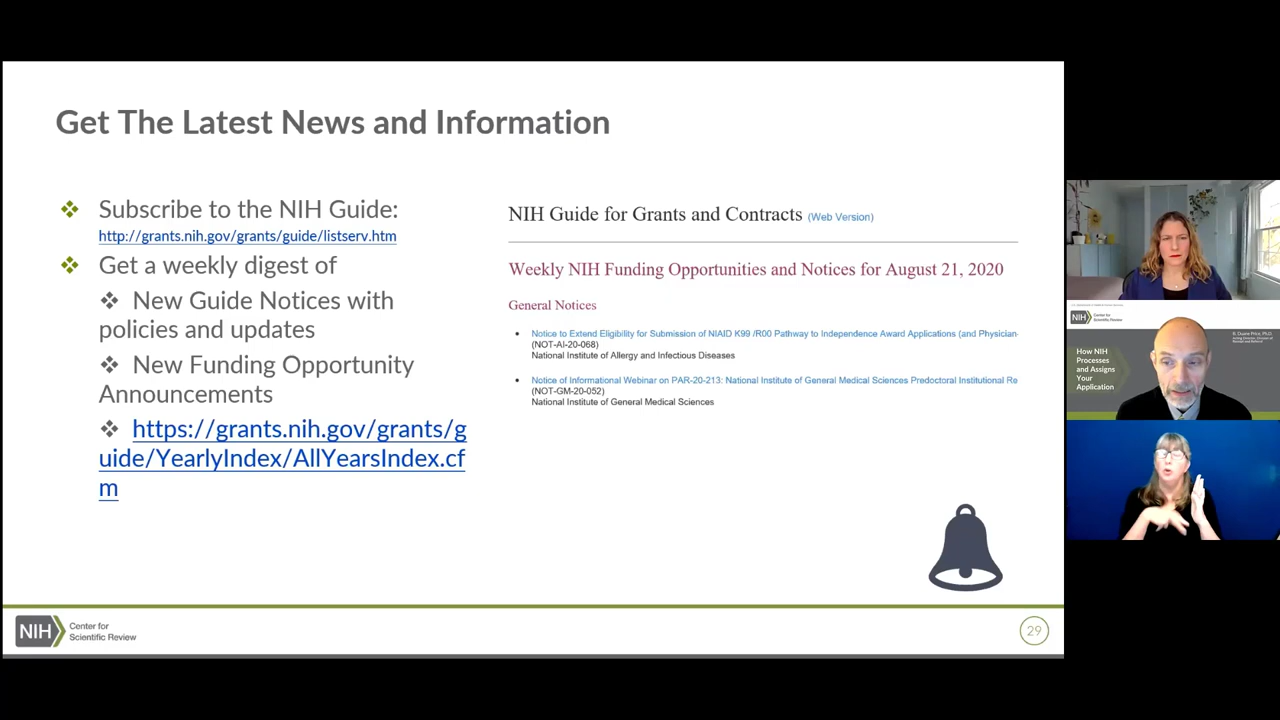 Get The Latest News and Information
❖ Subscribe to the NIH Guide:
http://grants.nih.gov/grants/guide/listserv.htm
❖ Get a weekly digest of
❖ New Guide Notices with
policies and updates
❖ New Funding Opportunity
Announcements
❖ https://grants.nih.gov/grants/g
uide/YearlyIndex/AllYearsIndex.cf
m
NIH Guide for Grants and Contracts (Web Version)
Weekly NIH Funding Opportunities and Notices for August 21, 2020
General Notices
• Notice to Extend Eligibility for Submission of NIAID K99 /R00 Pathway to Independence Award Applications (and Physician-
(NOT-AI-20-068)
National Institute of Allergy and Infectious Diseases
• Notice of Informational Webinar on PAR-20-213: National Institute of General Medical Sciences Predoctoral Institutional Re
(NOT-GM-20-052)
National Institute of General Medical Sciences
NIH
Center for
Scientific Review
29
NIH
Center for
Scientific Review
How NIH
Processes
and Assigns
Your
Application